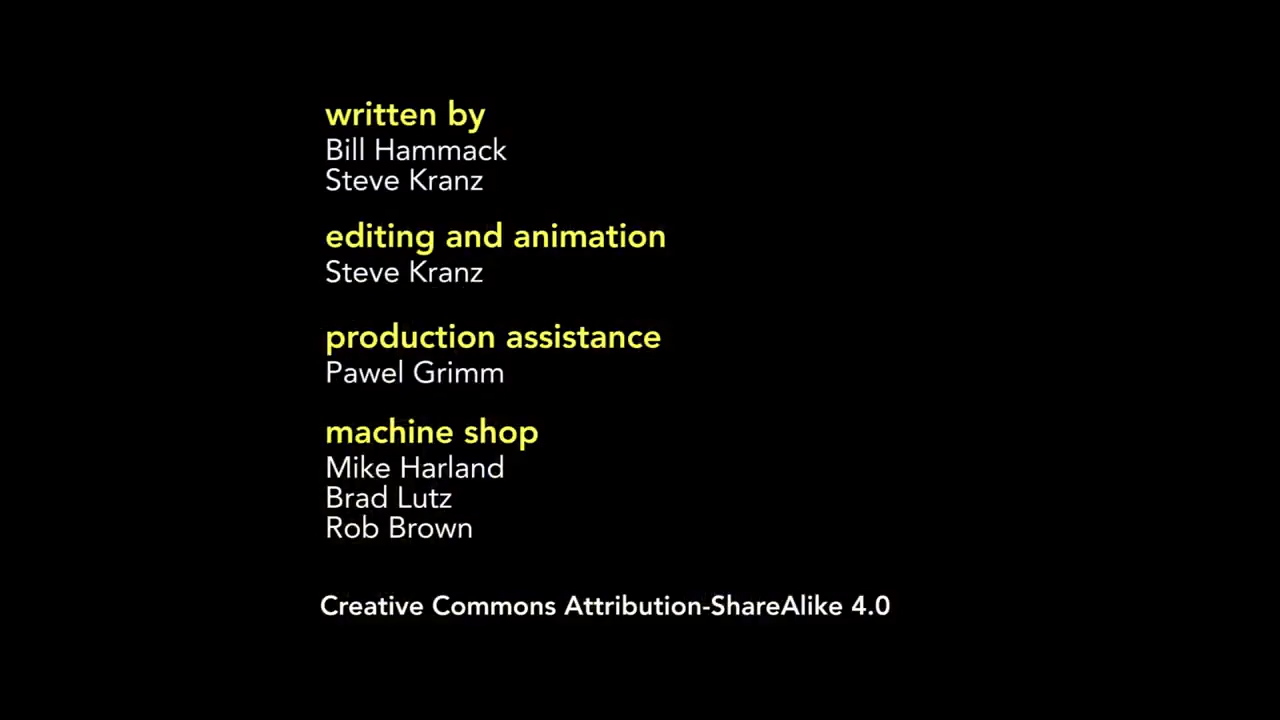 written by
Bill Hammack
Steve Kranz
editing and animation
Steve Kranz
production assistance
Pawel Grimm
machine shop
Mike Harland
Brad Lutz
Rob Brown
Creative Commons Attribution-ShareAlike 4.0